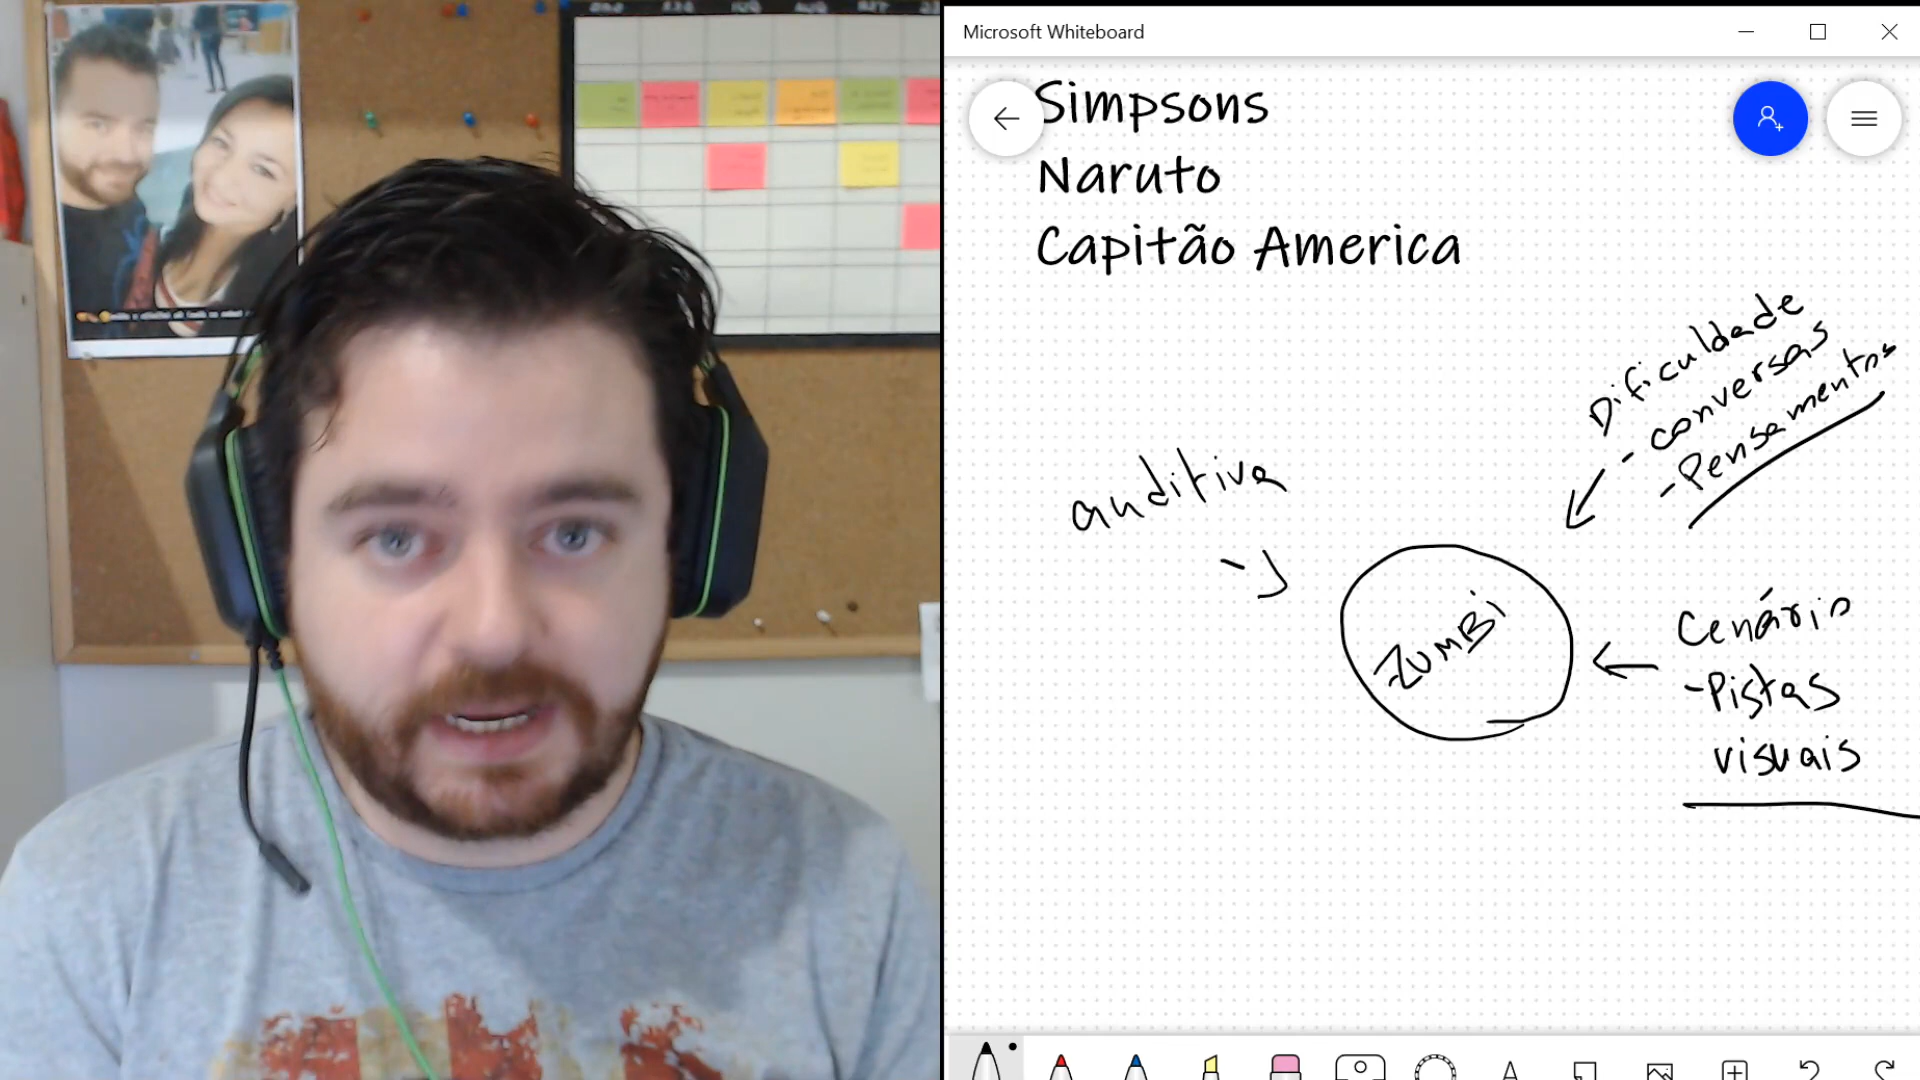 Microsoft Whiteboard
Simpsons
Naruto
Capitão America
Dificuldade
- conversas
- Pensamentos
auditiva
ZUMBi
Cenário
- Pistas
visuais